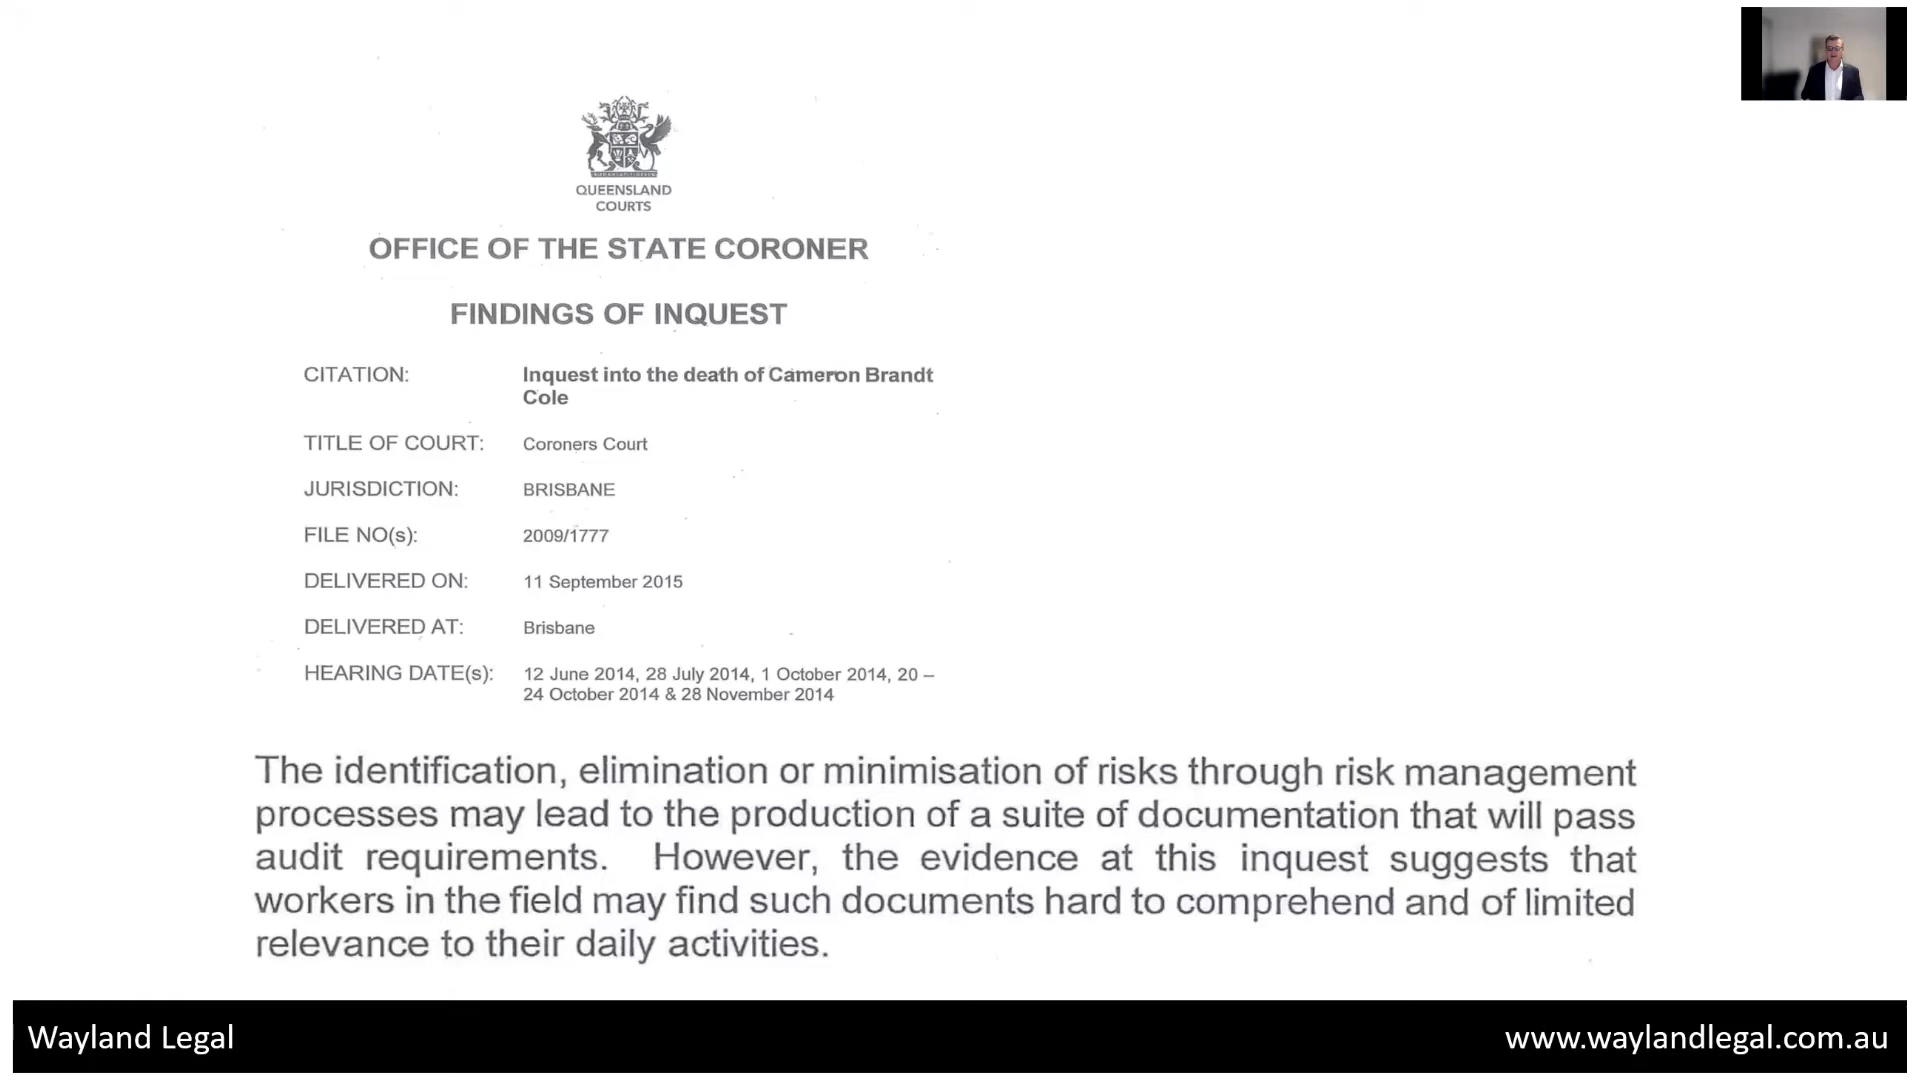 QUEENSLAND
COURTS
OFFICE OF THE STATE CORONER
FINDINGS OF INQUEST
CITATION: Inquest into the death of Cameron Brandt
Cole
TITLE OF COURT: Coroners Court
JURISDICTION: BRISBANE
FILE NO(s): 2009/1777
DELIVERED ON: 11 September 2015
DELIVERED AT: Brisbane
HEARING DATE(s): 12 June 2014, 28 July 2014, 1 October 2014, 20 –
24 October 2014 & 28 November 2014
The identification, elimination or minimisation of risks through risk management
processes may lead to the production of a suite of documentation that will pass
audit requirements. However, the evidence at this inquest suggests that
workers in the field may find such documents hard to comprehend and of limited
relevance to their daily activities.
Wayland Legal
www.waylandlegal.com.au